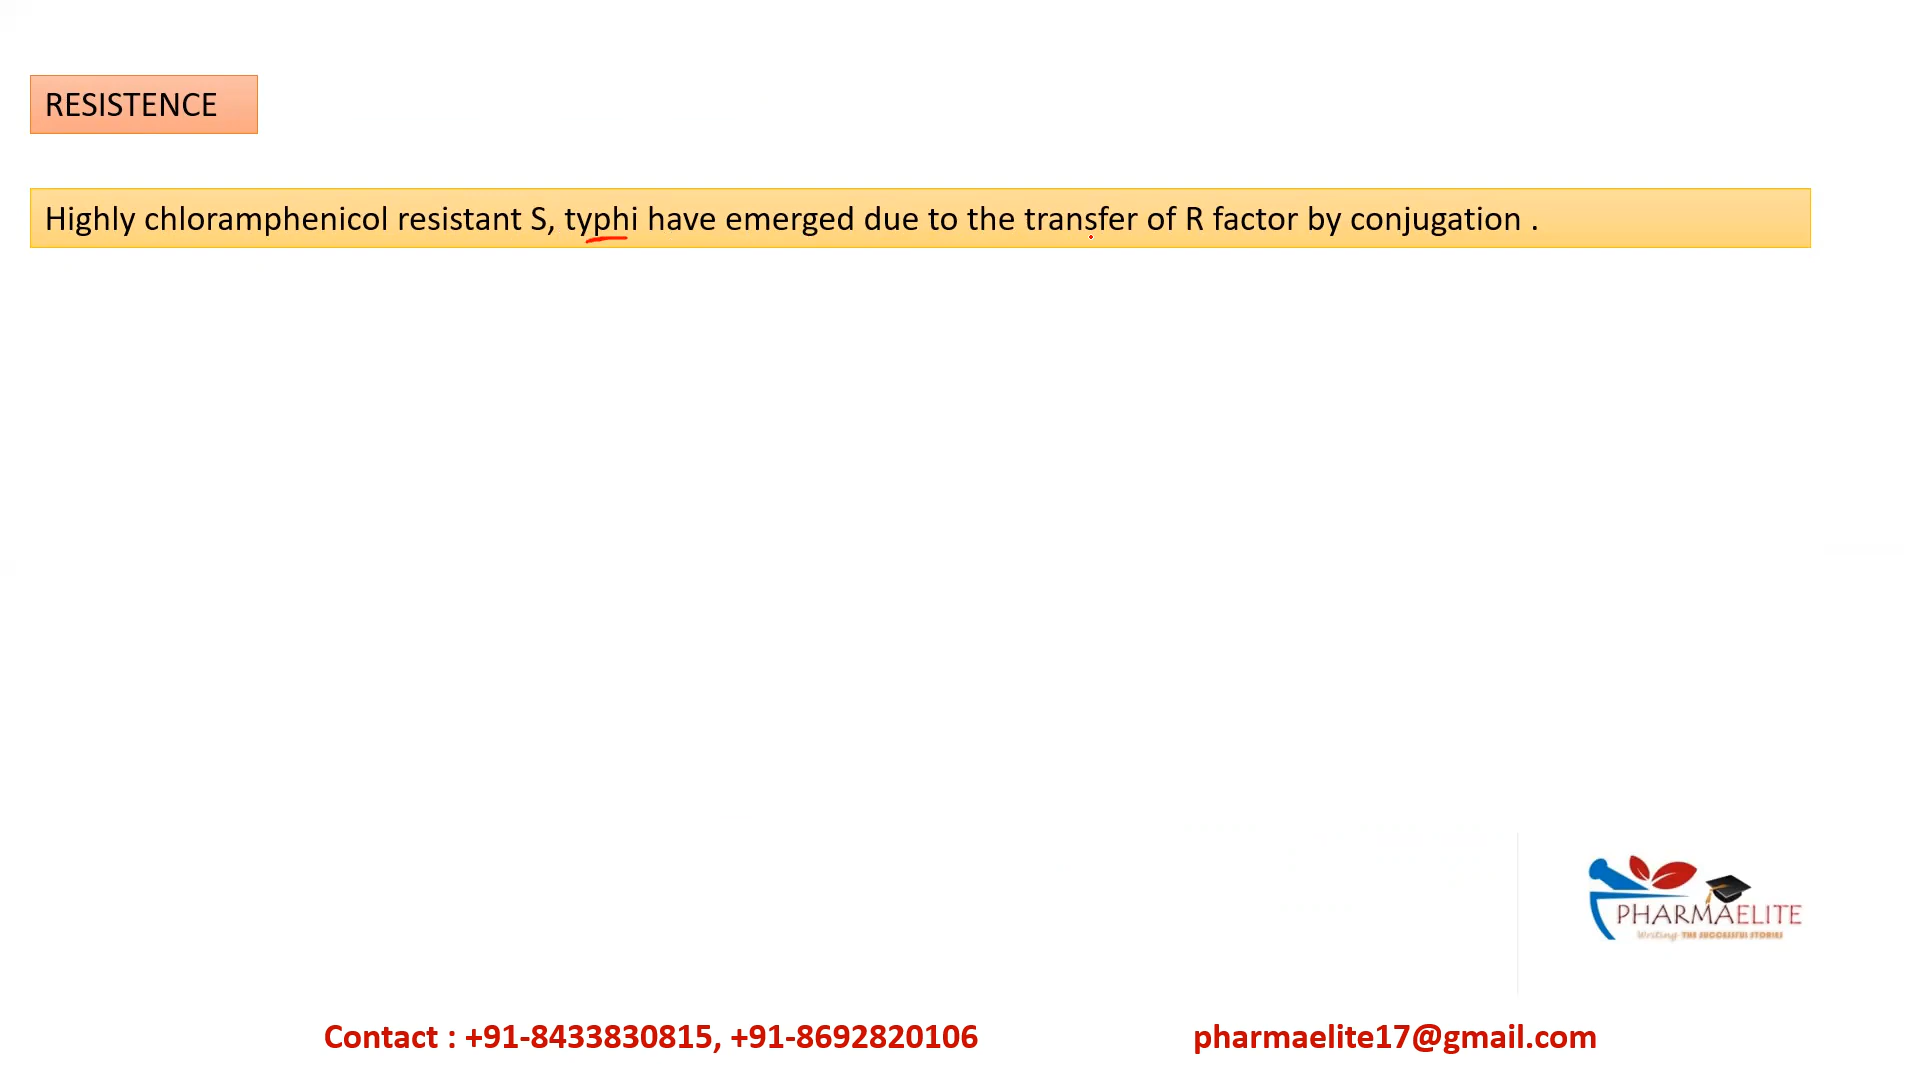 RESISTENCE
Highly chloramphenicol resistant S, typhi have emerged due to the transfer of R factor by conjugation .
PHARMAELITE
Writing THE SUCCESSFUL STORIES
Contact : +91-8433830815, +91-8692820106 pharmaelite17@gmail.com